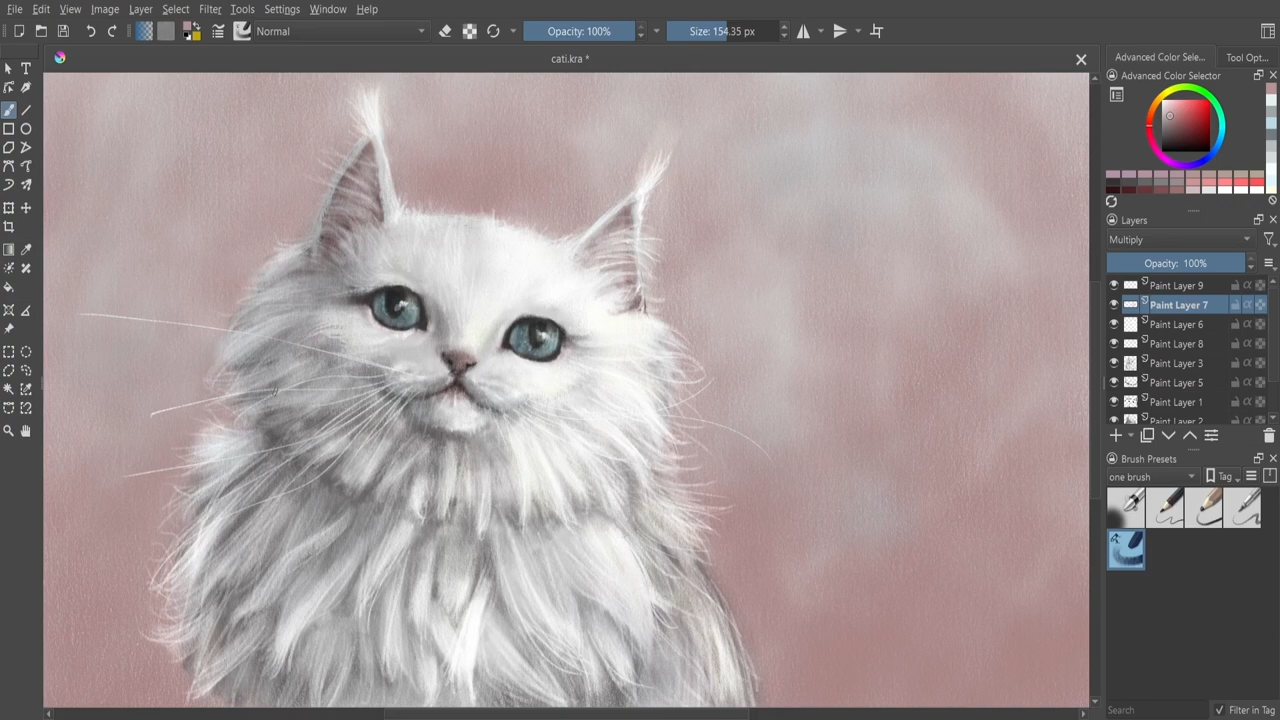 File Edit View Image Layer Select Filter Tools Settings Window Help
Normal Opacity: 100% Size: 154.35 px
cati.kra *
Advanced Color Sele... Tool Opt...
Advanced Color Selector
Layers
Multiply
Opacity: 100%
Paint Layer 9
Paint Layer 7
Paint Layer 6
Paint Layer 8
Paint Layer 3
Paint Layer 5
Paint Layer 1
Paint Layer 2
Brush Presets
one brush Tag
Search Filter in Tag